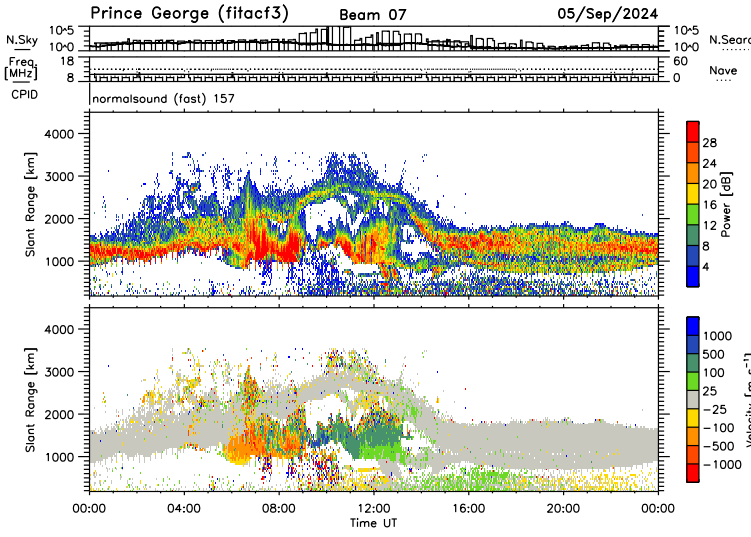 Prince George (fitacf3) Beam 07 05/Sep/2024
N.Sky 10^5 10^0 10^5 10^0 N.Sear
Freq. [MHz] 18 8 60 0 Nave
CPID normalsound (fast) 157
Slant Range [km] 4000 3000 2000 1000
28 24 20 16 12 8 4 Power [dB]
Slant Range [km] 4000 3000 2000 1000
1000 500 100 25 -25 -100 -500 -1000 Velocity [m s^-1]
00:00 04:00 08:00 12:00 16:00 20:00 00:00
Time UT